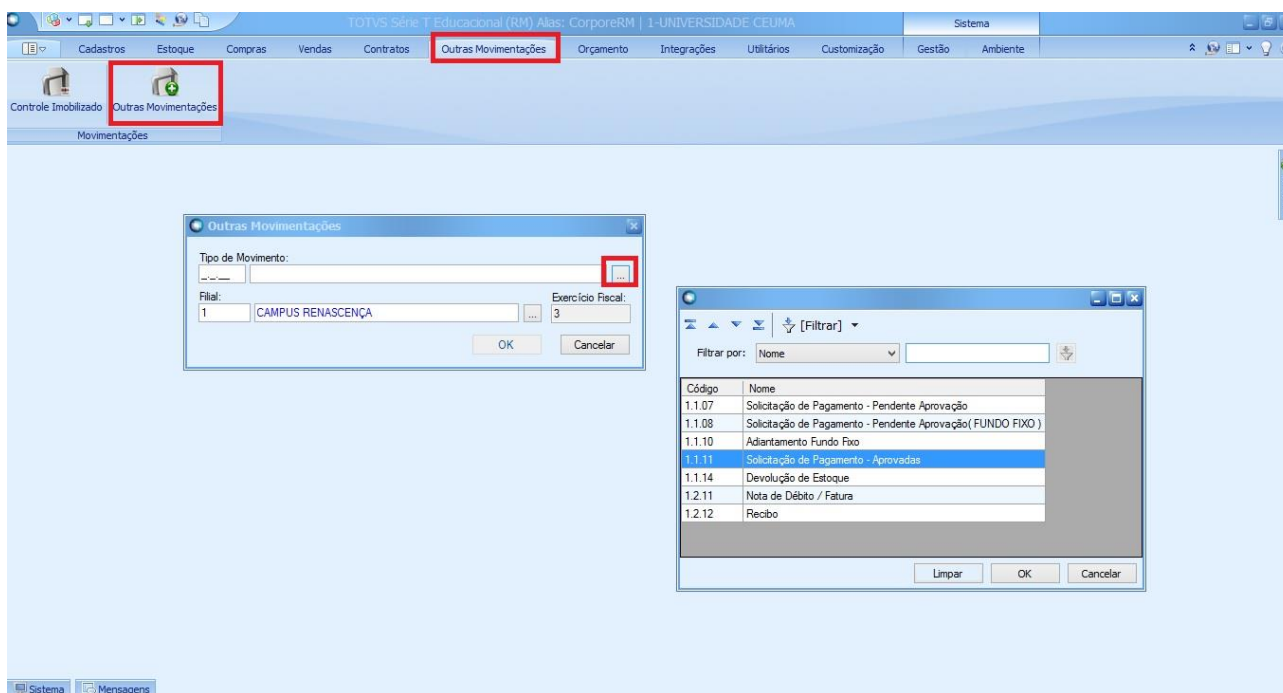 TOTVS Série T Educacional (RM) Alias: CorporeRM | 1-UNIVERSIDADE CEUMA
Sistema
Cadastros Estoque Compras Vendas Contratos Outras Movimentações Orçamento Integrações Utilitários Customização Gestão Ambiente
Controle Imobilizado Outras Movimentações
Movimentações
Outras Movimentações
Tipo de Movimento:
_._.__ ...
Filial: Exercício Fiscal:
1 CAMPUS RENASCENÇA ... 3
OK Cancelar
[Filtrar]
Filtrar por: Nome
Código Nome
1.1.07 Solicitação de Pagamento - Pendente Aprovação
1.1.08 Solicitação de Pagamento - Pendente Aprovação( FUNDO FIXO )
1.1.10 Adiantamento Fundo Fixo
1.1.11 Solicitação de Pagamento - Aprovadas
1.1.14 Devolução de Estoque
1.2.11 Nota de Débito / Fatura
1.2.12 Recibo
Limpar OK Cancelar
Sistema Mensagens